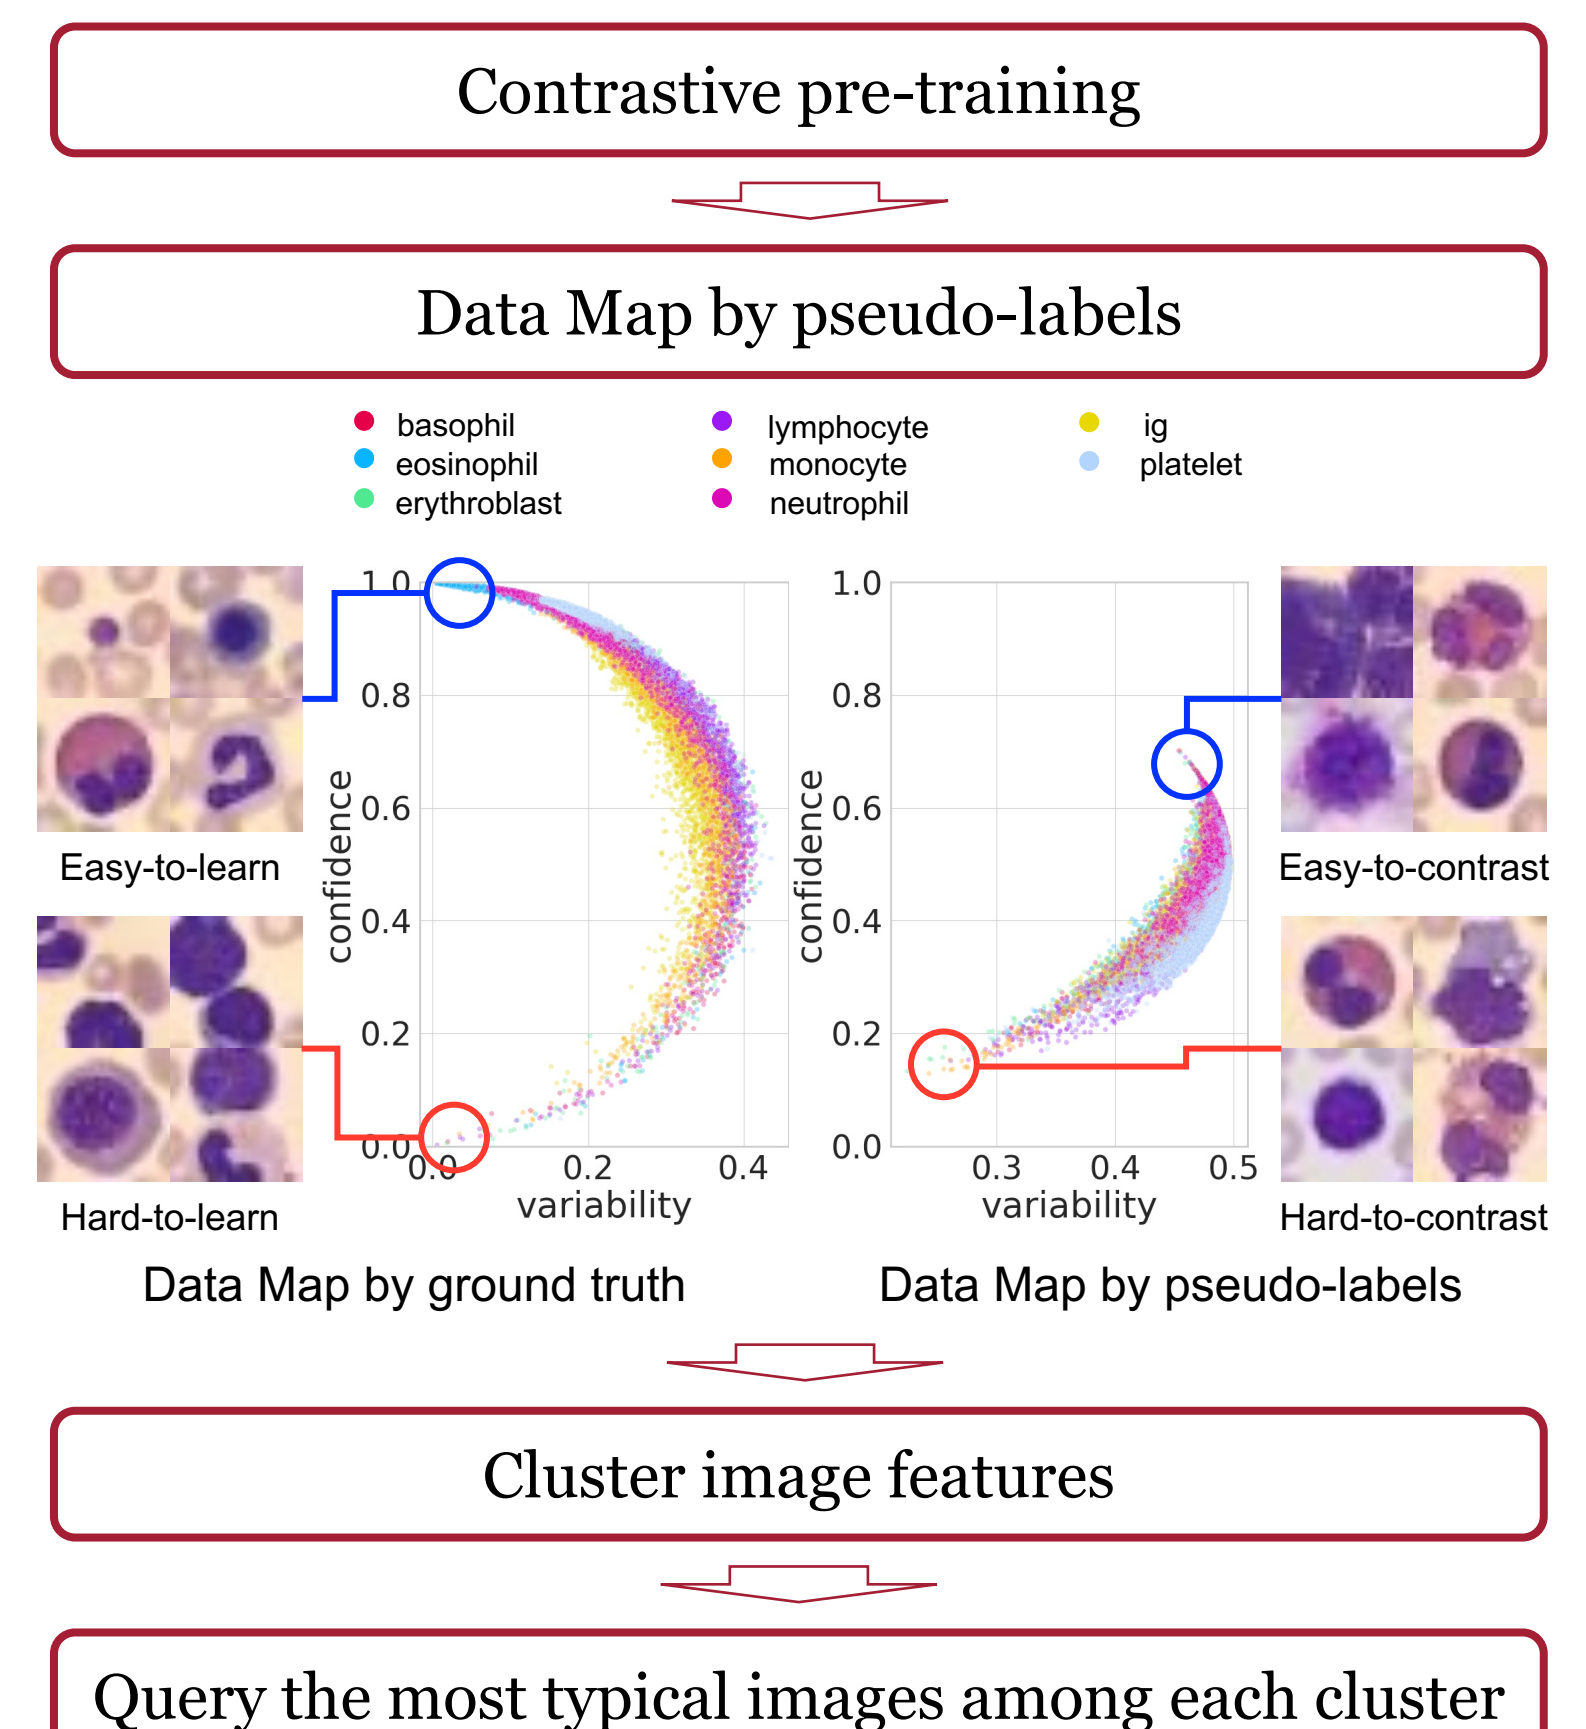 Contrastive pre-training
Data Map by pseudo-labels
basophil
eosinophil
erythroblast
lymphocyte
monocyte
neutrophil
ig
platelet
Easy-to-learn
Hard-to-learn
confidence
1.0
0.8
0.6
0.4
0.2
0.0
0.0 0.2 0.4
variability
Data Map by ground truth
confidence
1.0
0.8
0.6
0.4
0.2
0.0
0.3 0.4 0.5
variability
Easy-to-contrast
Hard-to-contrast
Data Map by pseudo-labels
Cluster image features
Query the most typical images among each cluster